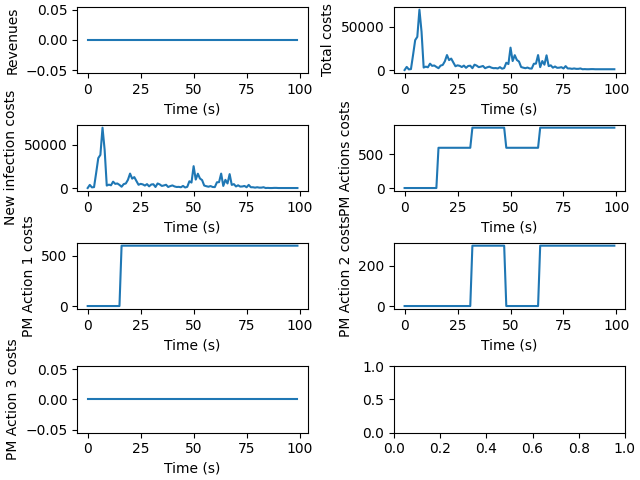 Revenues
0.05
0.00
−0.05
0 25 50 75 100
Time (s)
Total costs
50000
0
0 25 50 75 100
Time (s)
New infection costs
50000
0
0 25 50 75 100
Time (s)
PM Actions costs
500
0
0 25 50 75 100
Time (s)
PM Action 1 costs
500
0
0 25 50 75 100
Time (s)
PM Action 2 costs
200
0
0 25 50 75 100
Time (s)
PM Action 3 costs
0.05
0.00
−0.05
0 25 50 75 100
Time (s)
1.0
0.5
0.0
0.0 0.2 0.4 0.6 0.8 1.0